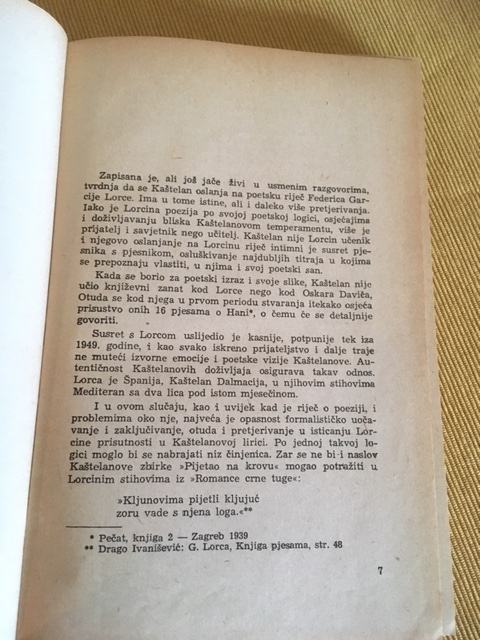 Zapisana je, ali još jače živi u usmenim razgovorima,
tvrdnja da se Kaštelan oslanja na poetsku riječ Federica Gar-
cije Lorce. Ima u tome istine, ali i daleko više pretjerivanja.
Iako je Lorcina poezija po svojoj poetskoj logici, osjećajima
i doživljavanju bliska Kaštelanovom temperamentu, više je
prijatelj i savjetnik nego učitelj. Kaštelan nije Lorcin učenik
i njegovo oslanjanje na Lorcinu riječ intimni je susret pje-
snika s pjesnikom, osluškivanje najdubljih titraja u kojima
se prepoznaju vlastiti, u njima i svoj poetski san.
Kada se borio za poetski izraz i svoje slike, Kaštelan nije
učio književni zanat kod Lorce nego kod Oskara Daviča,
Otuda se kod njega u prvom periodu stvaranja itekako osjeća
prisustvo onih 16 pjesama o Hani*, o čemu će se detaljnije
govoriti.
Susret s Lorcom uslijedio je kasnije, potpunije tek iza
1949. godine, i kao svako iskreno prijateljstvo i dalje traje
ne muteći izvorne emocije i poetske vizije Kaštelanove. Au-
tentičnost Kaštelanovih doživljaja osigurava takav odnos.
Lorca je Španija, Kaštelan Dalmacija, u njihovim stihovima
Mediteran sa dva lica pod istom mjesečinom.
I u ovom slučaju, kao i uvijek kad je riječ o poeziji, i
problemima oko nje, najveća je opasnost formalističko uoča-
vanje i zaključivanje, otuda i pretjerivanje u isticanju Lor-
cine prisutnosti u Kaštelanovoj lirici. Po jednoj takvoj lo-
gici moglo bi se nabrajati niz činjenica. Zar se ne bi i naslov
Kaštelanove zbirke »Pijetao na krovu« mogao potražiti u
Lorcinim stihovima iz »Romance crne tuge«:
»Kljunovima pijetli kljujuć
zoru vade s njena loga.«**
* Pečat, knjiga 2 — Zagreb 1939
** Drago Ivanišević: G. Lorca, Knjiga pjesama, str. 48
7